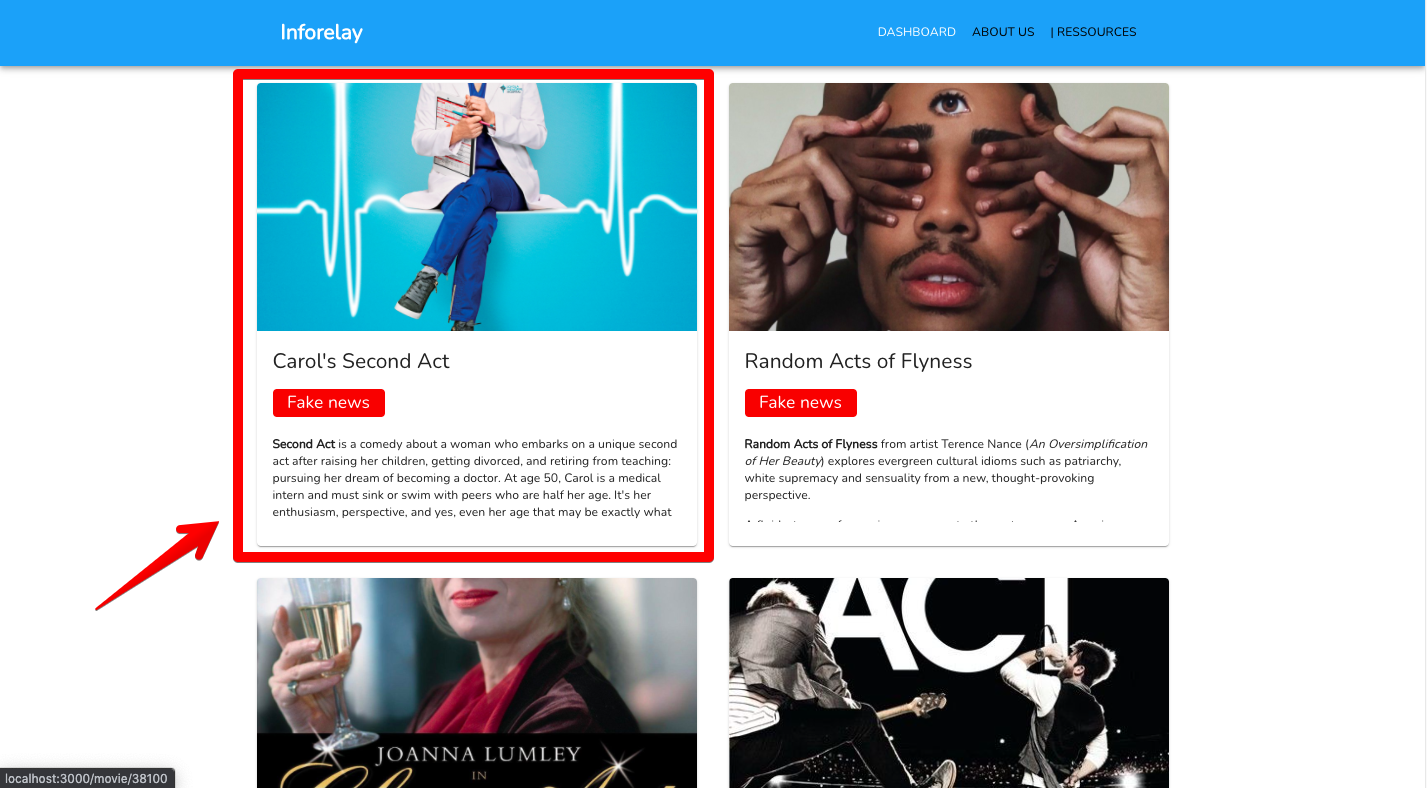 Inforelay
DASHBOARD ABOUT US | RESSOURCES
Carol's Second Act
Fake news
Second Act is a comedy about a woman who embarks on a unique second
act after raising her children, getting divorced, and retiring from teaching:
pursuing her dream of becoming a doctor. At age 50, Carol is a medical
intern and must sink or swim with peers who are half her age. It's her
enthusiasm, perspective, and yes, even her age that may be exactly what
Random Acts of Flyness
Fake news
Random Acts of Flyness from artist Terence Nance (An Oversimplification
of Her Beauty) explores evergreen cultural idioms such as patriarchy,
white supremacy and sensuality from a new, thought-provoking
perspective.
JOANNA LUMLEY
IN
ACT
localhost:3000/movie/38100